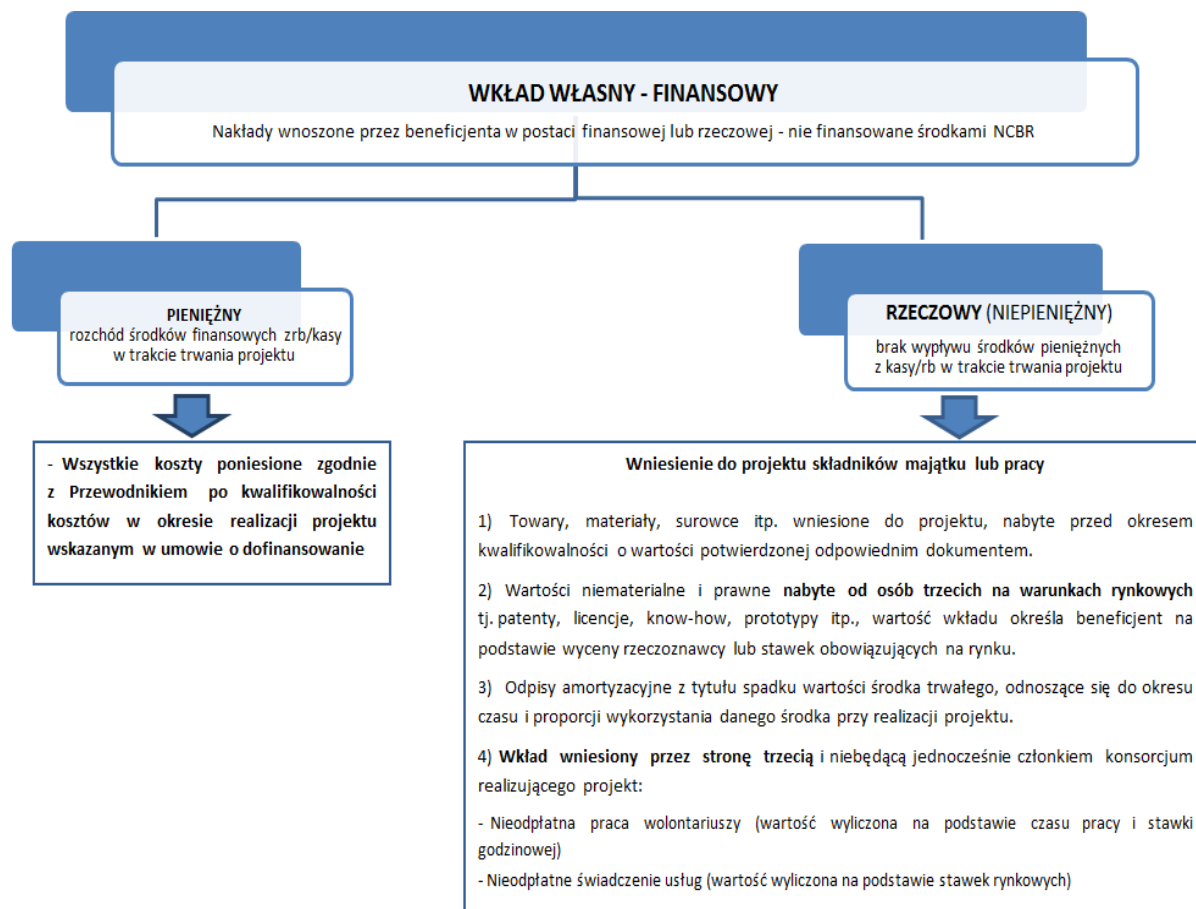 WKŁAD WŁASNY - FINANSOWY
Nakłady wnoszone przez beneficjenta w postaci finansowej lub rzeczowej - nie finansowane środkami NCBR
PIENIĘŻNY
rozchód środków finansowych zrb/kasy
w trakcie trwania projektu
RZECZOWY (NIEPIENIĘŻNY)
brak wypływu środków pieniężnych
z kasy/rb w trakcie trwania projektu
- Wszystkie koszty poniesione zgodnie
z Przewodnikiem po kwalifikowalności
kosztów w okresie realizacji projektu
wskazanym w umowie o dofinansowanie
Wniesienie do projektu składników majątku lub pracy
1) Towary, materiały, surowce itp. wniesione do projektu, nabyte przed okresem
kwalifikowalności o wartości potwierdzonej odpowiednim dokumentem.
2) Wartości niematerialne i prawne nabyte od osób trzecich na warunkach rynkowych
tj. patenty, licencje, know-how, prototypy itp., wartość wkładu określa beneficjent na
podstawie wyceny rzeczoznawcy lub stawek obowiązujących na rynku.
3) Odpisy amortyzacyjne z tytułu spadku wartości środka trwałego, odnoszące się do okresu
czasu i proporcji wykorzystania danego środka przy realizacji projektu.
4) Wkład wniesiony przez stronę trzecią i niebędącą jednocześnie członkiem konsorcjum
realizującego projekt:
- Nieodpłatna praca wolontariuszy (wartość wyliczona na podstawie czasu pracy i stawki
godzinowej)
- Nieodpłatne świadczenie usług (wartość wyliczona na podstawie stawek rynkowych)